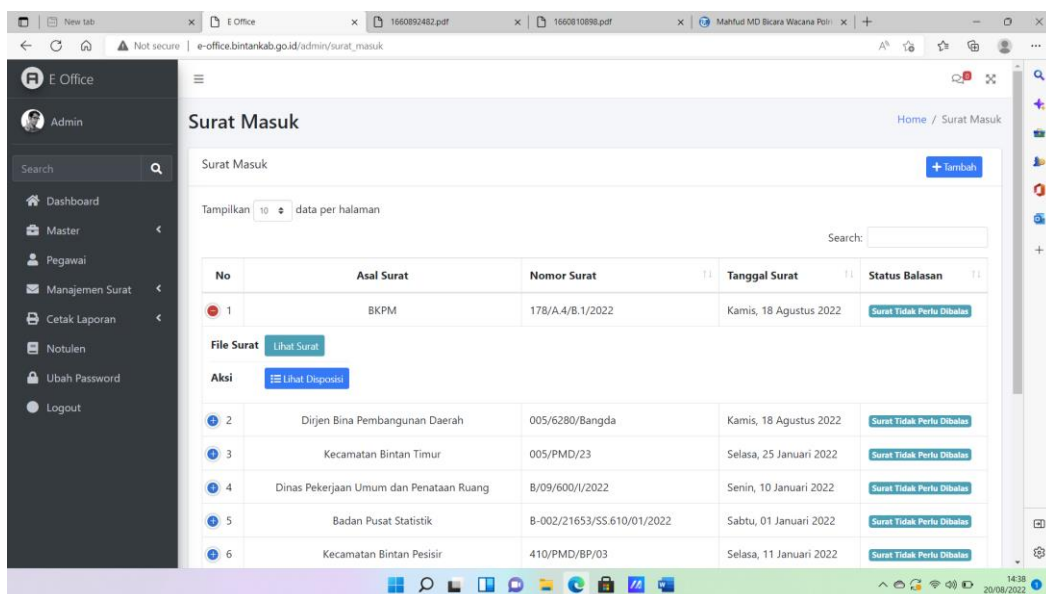 New tab
E Office
1660892482.pdf
1660810898.pdf
Mahfud MD Bicara Wacana Polri
Not secure | e-office.bintankab.go.id/admin/surat_masuk
E Office
Admin
Search
Dashboard
Master
Pegawai
Manajemen Surat
Cetak Laporan
Notulen
Ubah Password
Logout
Surat Masuk
Home / Surat Masuk
Surat Masuk
Tambah
Tampilkan 10 data per halaman
Search:
No Asal Surat Nomor Surat Tanggal Surat Status Balasan
1 BKPM 178/A.4/B.1/2022 Kamis, 18 Agustus 2022 Surat Tidak Perlu Dibalas
File Surat Lihat Surat
Aksi Lihat Disposisi
2 Dirjen Bina Pembangunan Daerah 005/6280/Bangda Kamis, 18 Agustus 2022 Surat Tidak Perlu Dibalas
3 Kecamatan Bintan Timur 005/PMD/23 Selasa, 25 Januari 2022 Surat Tidak Perlu Dibalas
4 Dinas Pekerjaan Umum dan Penataan Ruang B/09/600/I/2022 Senin, 10 Januari 2022 Surat Tidak Perlu Dibalas
5 Badan Pusat Statistik B-002/21653/SS.610/01/2022 Sabtu, 01 Januari 2022 Surat Tidak Perlu Dibalas
6 Kecamatan Bintan Pesisir 410/PMD/BP/03 Selasa, 11 Januari 2022 Surat Tidak Perlu Dibalas
14:38
20/08/2022